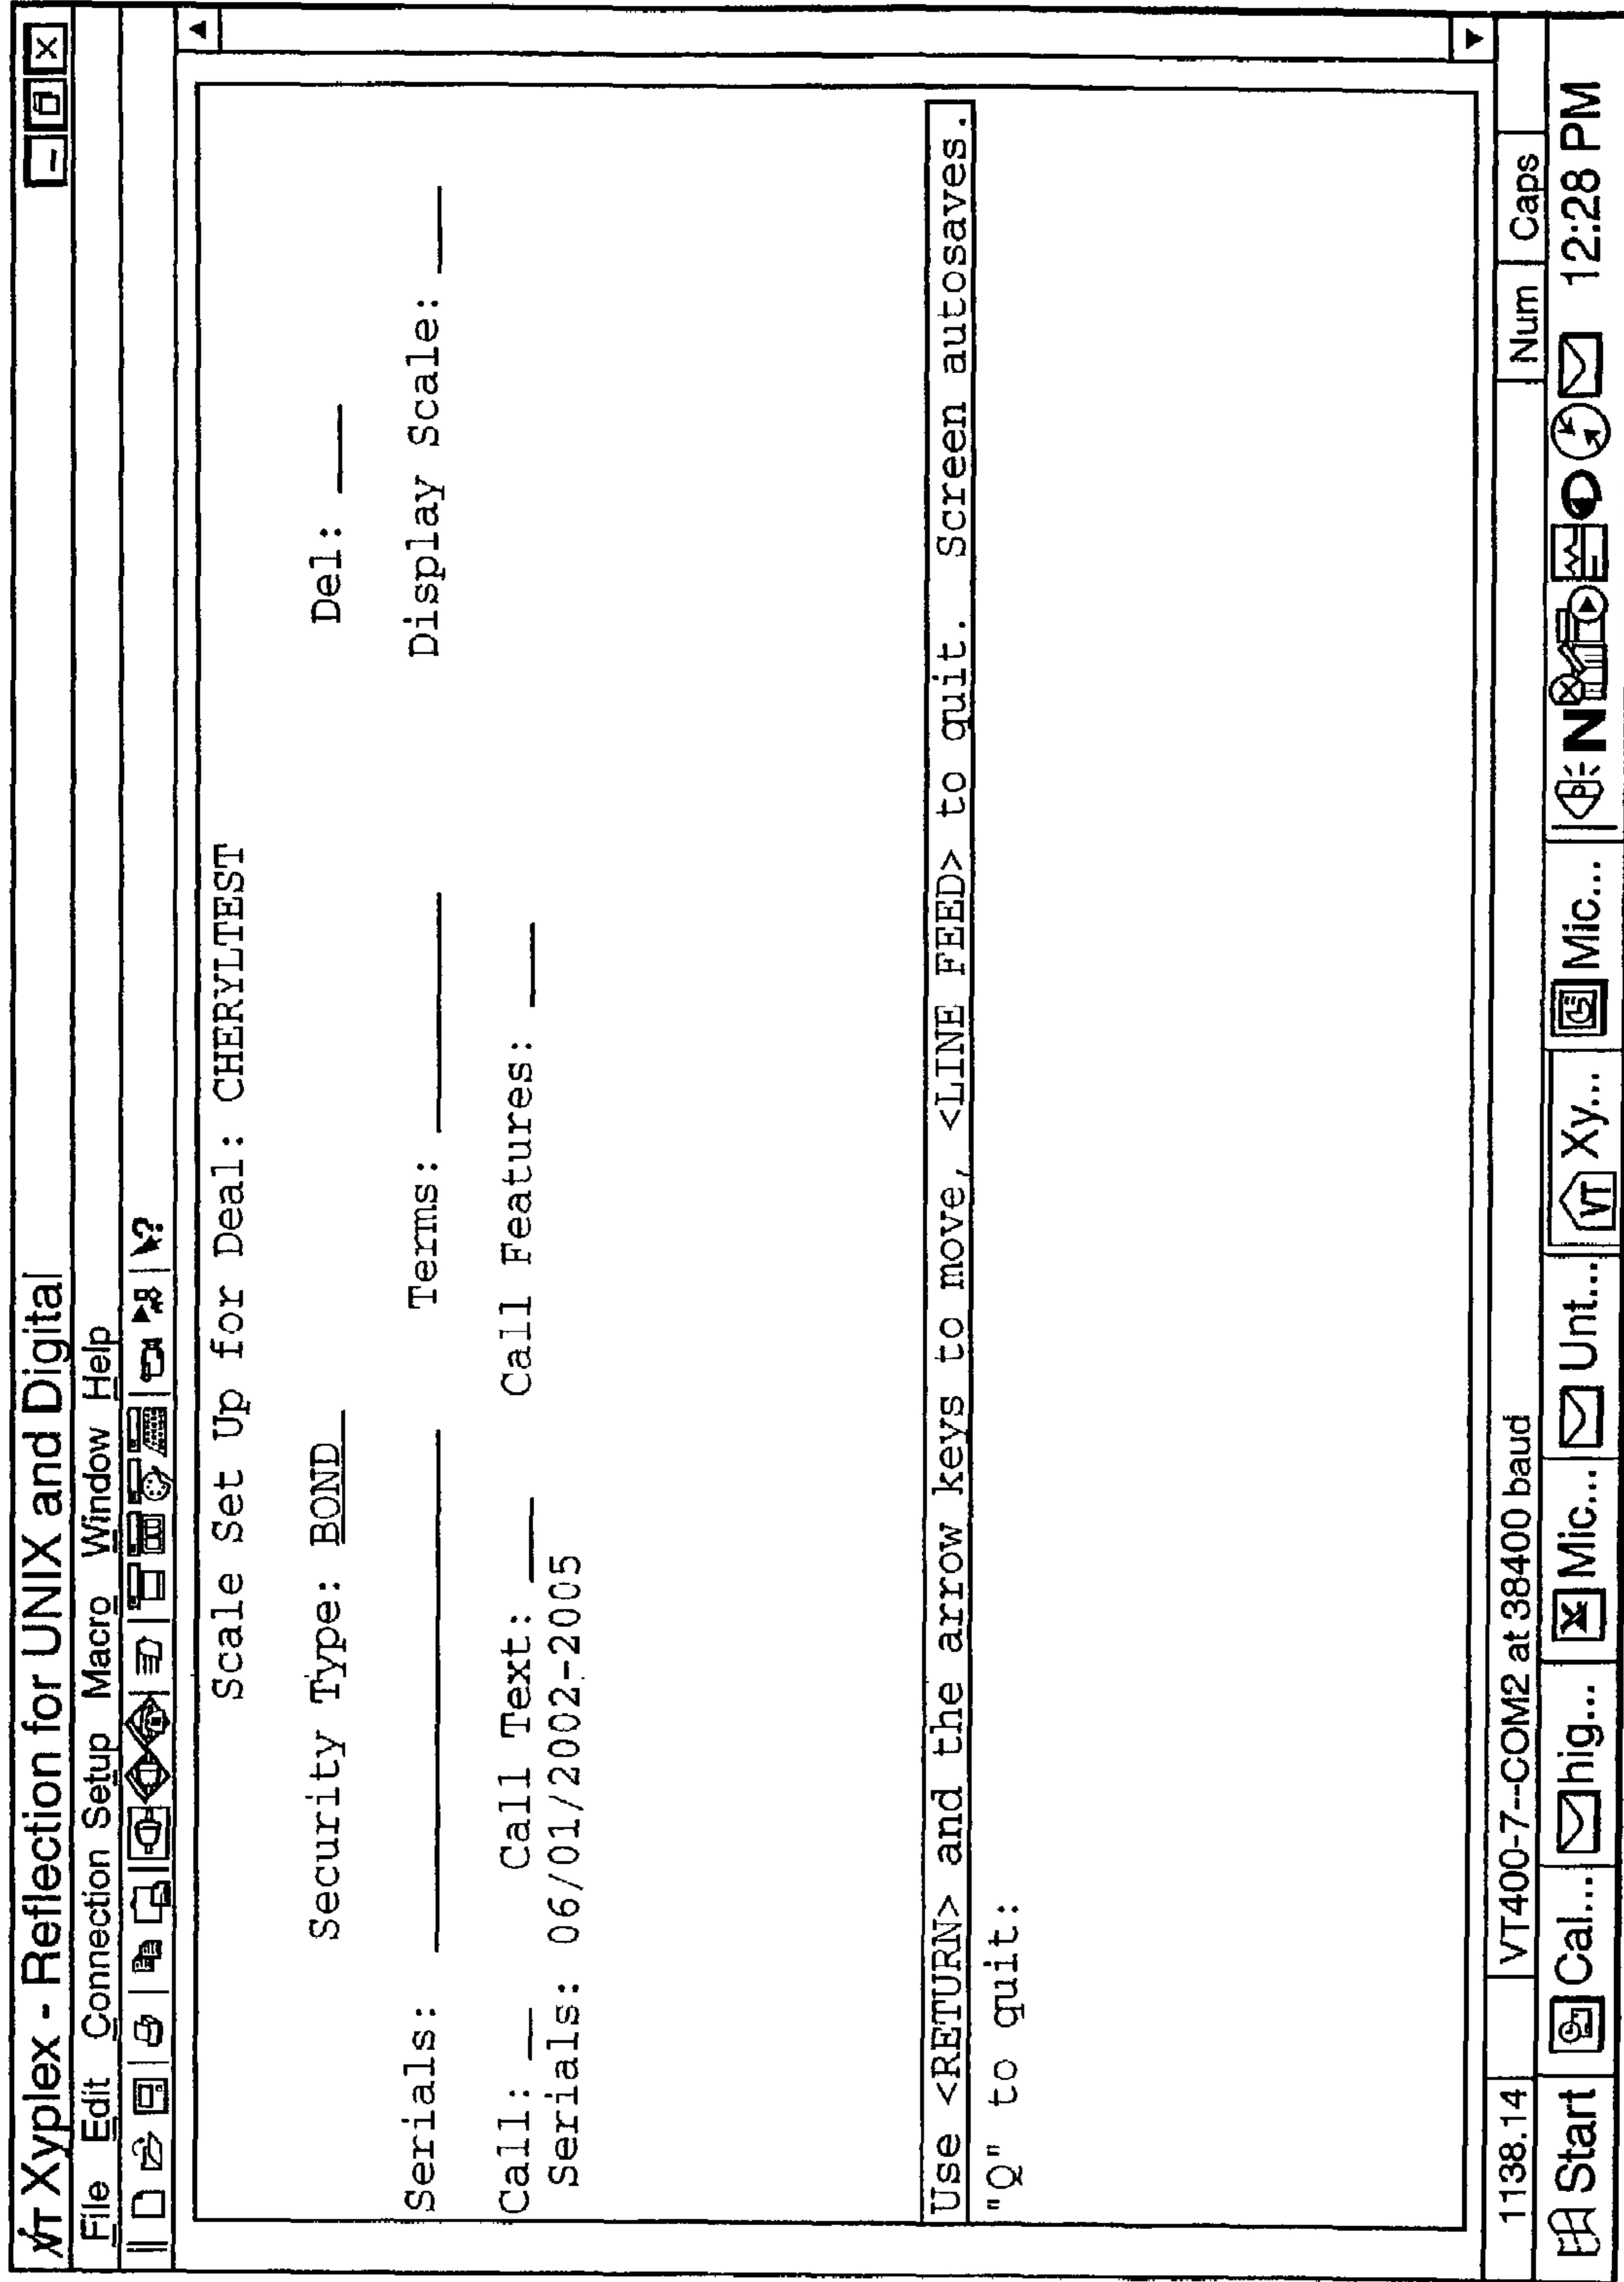 VT Xyplex - Reflection for UNIX and Digital
File Edit Connection Setup Macro Window Help
Scale Set Up for Deal: CHERYLTEST
Security Type: BOND Del:
Serials: Terms: Display Scale:
Call: Call Text: Call Features:
Serials: 06/01/2002-2005
Use <RETURN> and the arrow keys to move, <LINE FEED> to quit. Screen autosaves.
"Q" to quit:
1138.14 VT400-7--COM2 at 38400 baud Num Caps
Start Cal... hig... Mic... Unt... VT Xy... Mic... N 12:28 PM